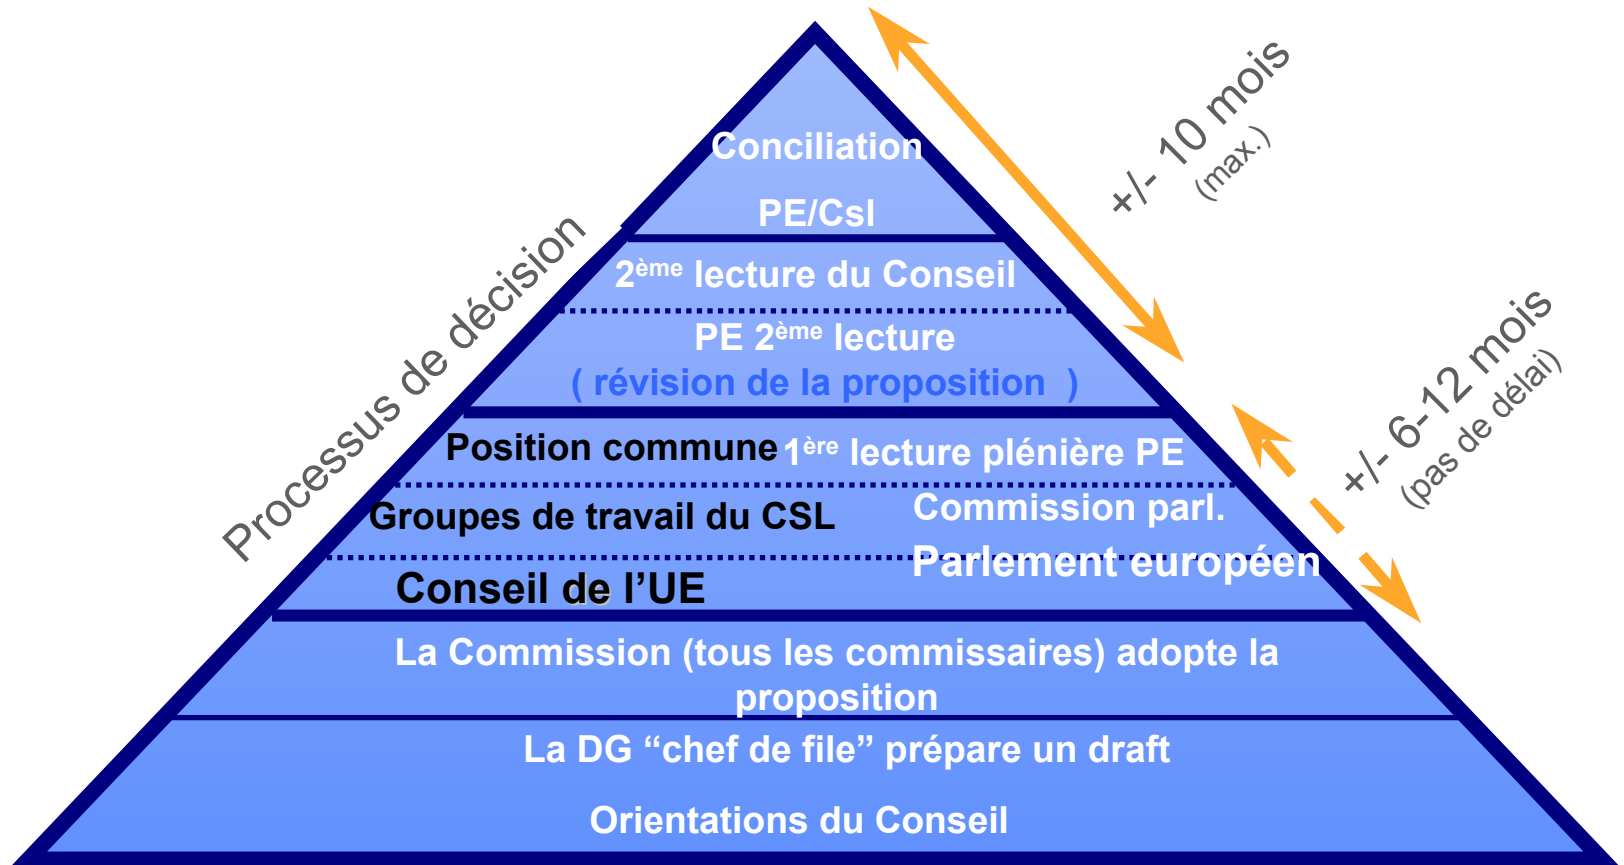 Conciliation
PE/Csl
2ème lecture du Conseil
PE 2ème lecture
( révision de la proposition )
Position commune
1ère lecture plénière PE
Groupes de travail du CSL
Commission parl.
Parlement européen
Conseil de l’UE
La Commission (tous les commissaires) adopte la
proposition
La DG “chef de file” prépare un draft
Orientations du Conseil
Processus de décision
+/- 10 mois
(max.)
+/- 6-12 mois
(pas de délai)